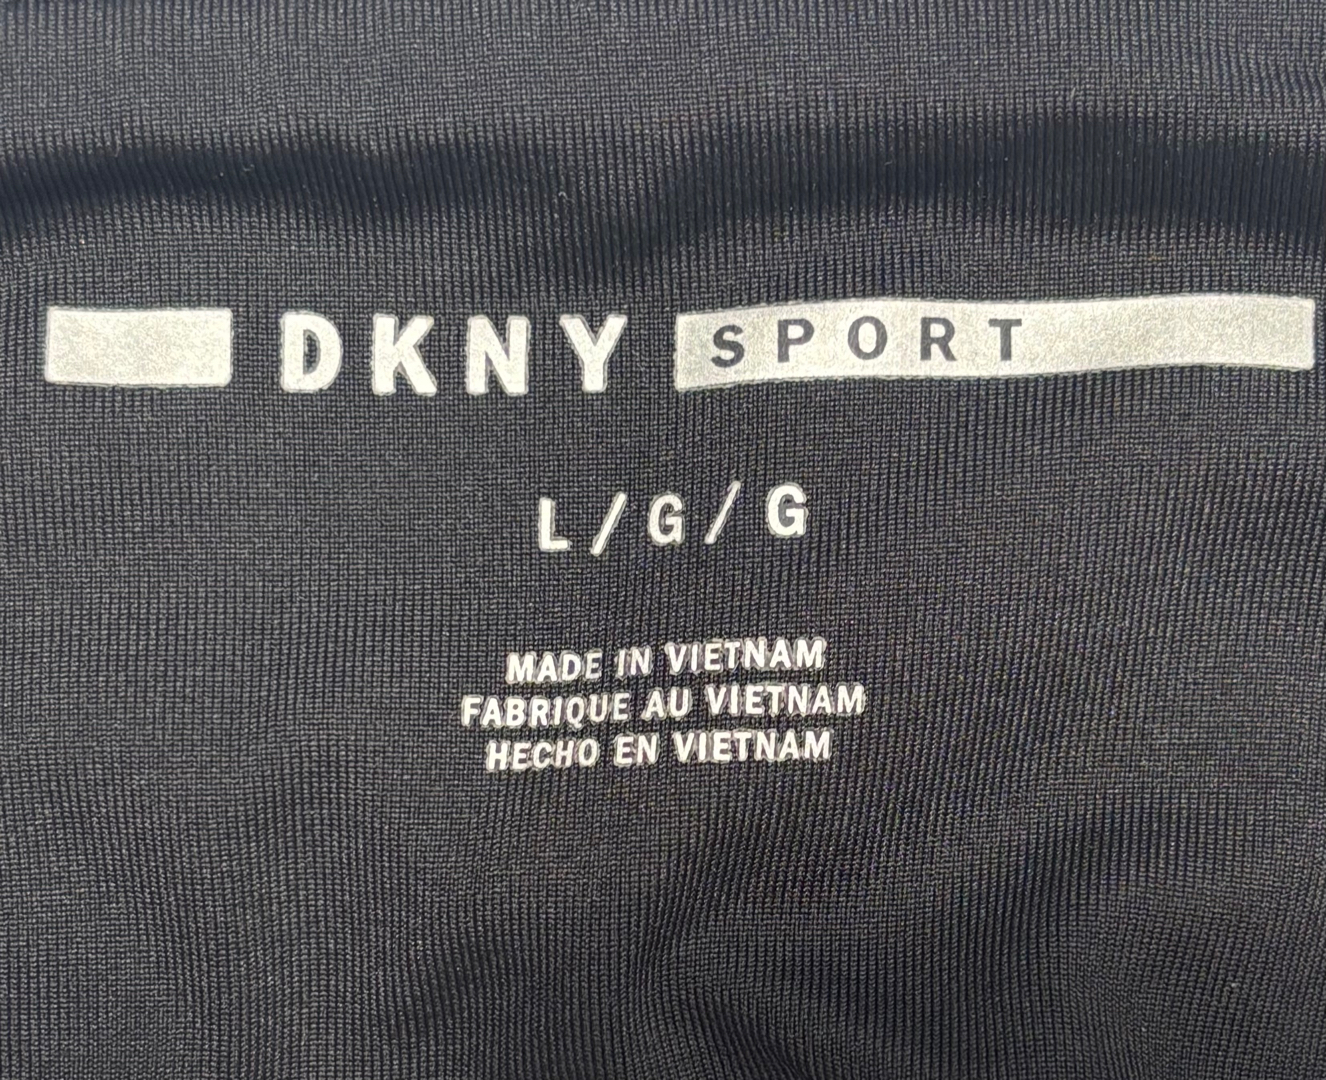 DKNY SPORT
L/G/G
MADE IN VIETNAM
FABRIQUE AU VIETNAM
HECHO EN VIETNAM